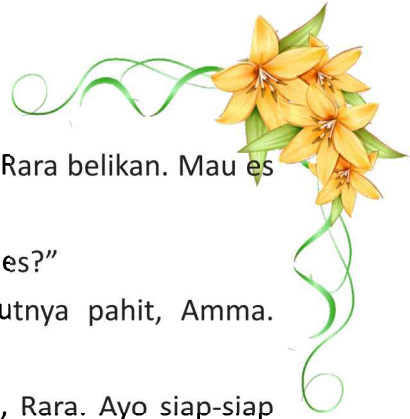 Rara belikan. Mau es
es?”
utnya pahit, Amma.
, Rara. Ayo siap-siap